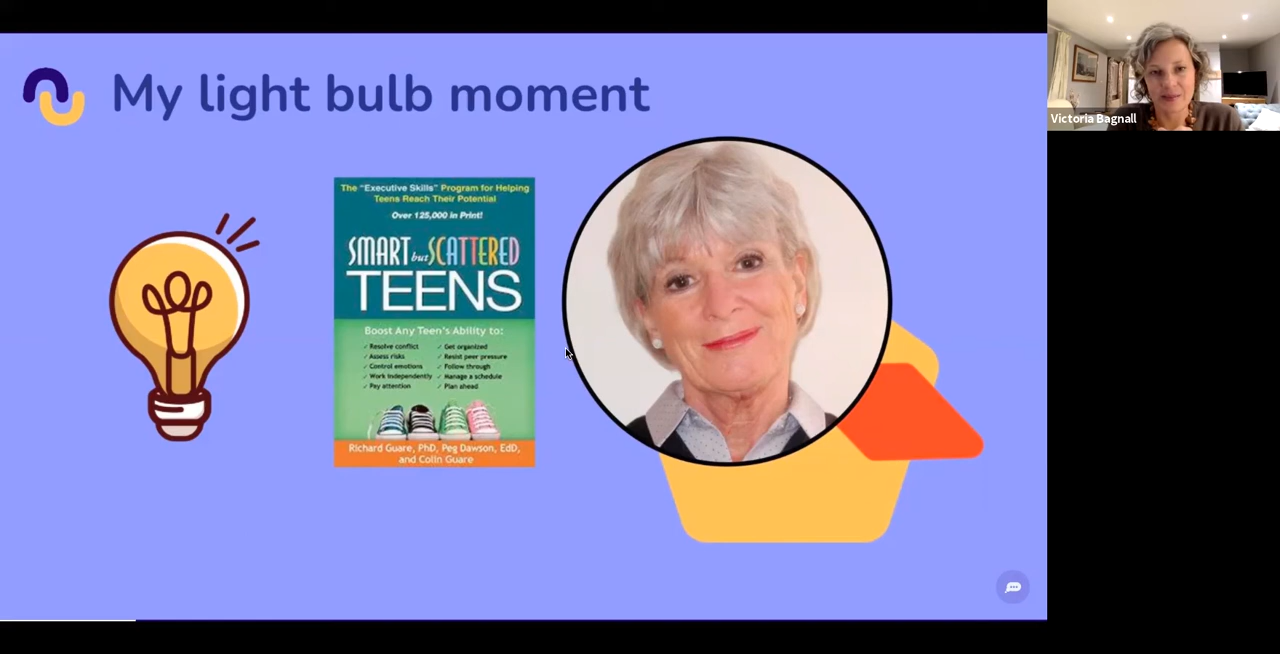 My light bulb moment
Victoria Bagnall
The "Executive Skills" Program for Helping
Teens Reach Their Potential
Over 125,000 in Print!
SMART but SCATTERED
TEENS
Boost Any Teen's Ability to:
✓ Resolve conflict
✓ Assess risks
✓ Control emotions
✓ Work independently
✓ Pay attention
✓ Get organized
✓ Resist peer pressure
✓ Follow through
✓ Manage a schedule
✓ Plan ahead
Richard Guare, PhD, Peg Dawson, EdD,
and Colin Guare